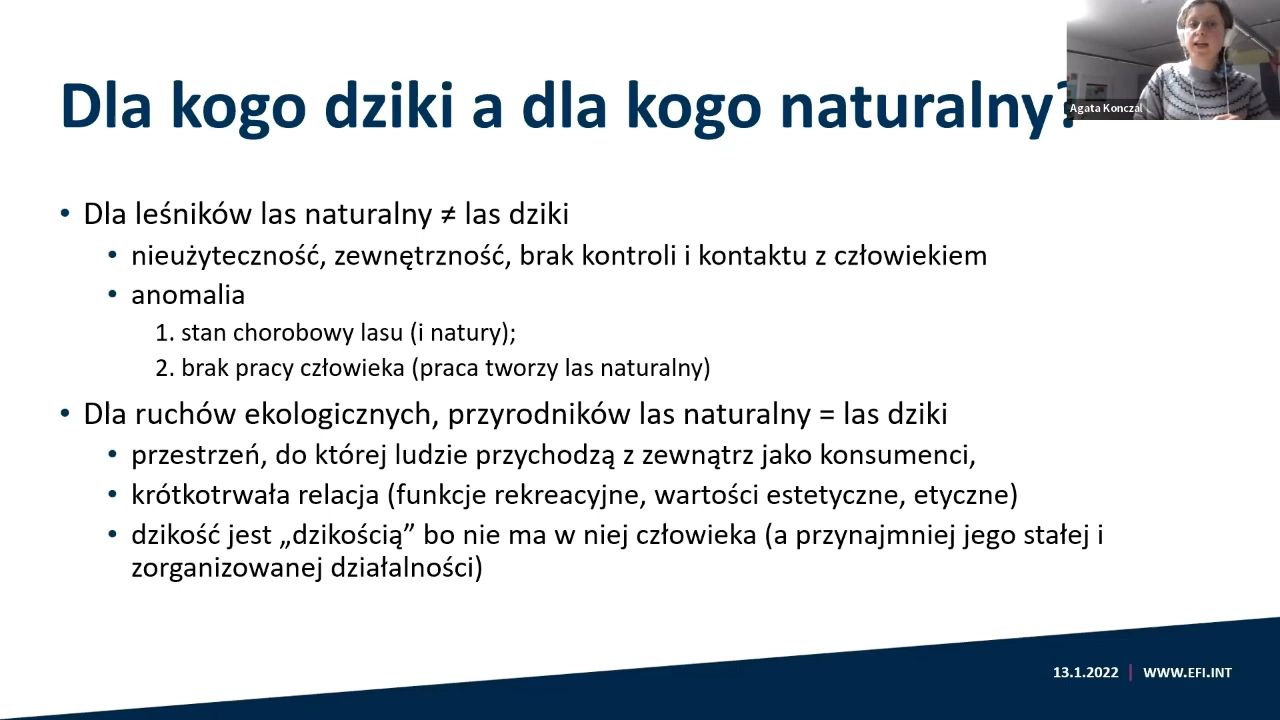 Agata Konczal
Dla kogo dziki a dla kogo naturalny?
• Dla leśników las naturalny ≠ las dziki
• nieużyteczność, zewnętrzność, brak kontroli i kontaktu z człowiekiem
• anomalia
1. stan chorobowy lasu (i natury);
2. brak pracy człowieka (praca tworzy las naturalny)
• Dla ruchów ekologicznych, przyrodników las naturalny = las dziki
• przestrzeń, do której ludzie przychodzą z zewnątrz jako konsumenci,
• krótkotrwała relacja (funkcje rekreacyjne, wartości estetyczne, etyczne)
• dzikość jest „dzikością” bo nie ma w niej człowieka (a przynajmniej jego stałej i
zorganizowanej działalności)
13.1.2022 | WWW.EFI.INT